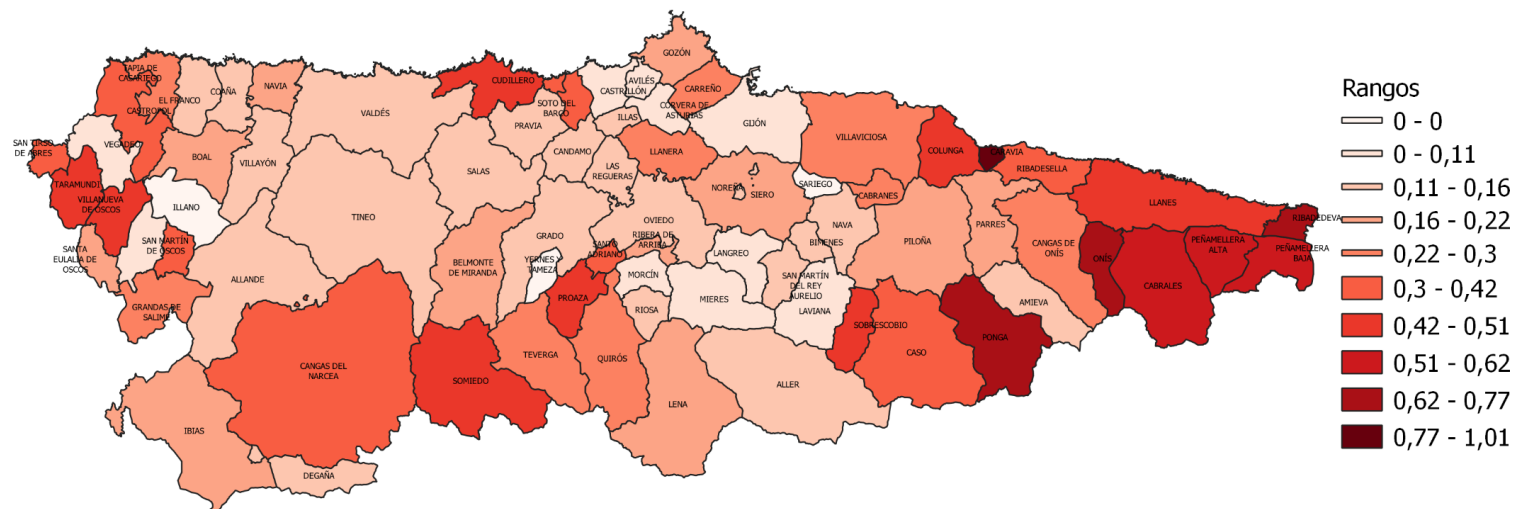 GOZÓN
TAPIA DE
CASARIEGO
EL FRANCO
COAÑA
NAVIA
CASTROPOL
VALDÉS
CUDILLERO
SOTO DEL
BARCO
CASTRILLÓN
AVILÉS
CARREÑO
CORVERA DE
ASTURIAS
GIJÓN
ILLAS
PRAVIA
SAN TIRSO
DE ABRES
VEGADEO
BOAL
VILLAYÓN
SALAS
CANDAMO
LAS
REGUERAS
LLANERA
VILLAVICIOSA
COLUNGA
CARAVIA
RIBADESELLA
TARAMUNDI
VILLANUEVA
DE OSCOS
ILLANO
TINEO
NOREÑA
SIERO
SARIEGO
CABRANES
LLANES
RIBADEDEVA
SANTA
EULALIA DE
OSCOS
SAN MARTÍN
DE OSCOS
GRADO
OVIEDO
RIBERA DE
ARRIBA
SANTO
ADRIANO
NAVA
BIMENES
PILOÑA
PARRES
CANGAS DE
ONÍS
ONÍS
PEÑAMELLERA
ALTA
PEÑAMELLERA
BAJA
BELMONTE
DE MIRANDA
YERNES Y
TAMEZA
MORCÍN
LANGREO
SAN MARTÍN
DEL REY
AURELIO
ALLANDE
GRANDAS DE
SALIME
PROAZA
RIOSA
MIERES
LAVIANA
AMIEVA
CABRALES
SOBRESCOBIO
PONGA
CASO
CANGAS DEL
NARCEA
SOMIEDO
TEVERGA
QUIRÓS
ALLER
LENA
IBIAS
DEGAÑA
Rangos
0 - 0
0 - 0,11
0,11 - 0,16
0,16 - 0,22
0,22 - 0,3
0,3 - 0,42
0,42 - 0,51
0,51 - 0,62
0,62 - 0,77
0,77 - 1,01